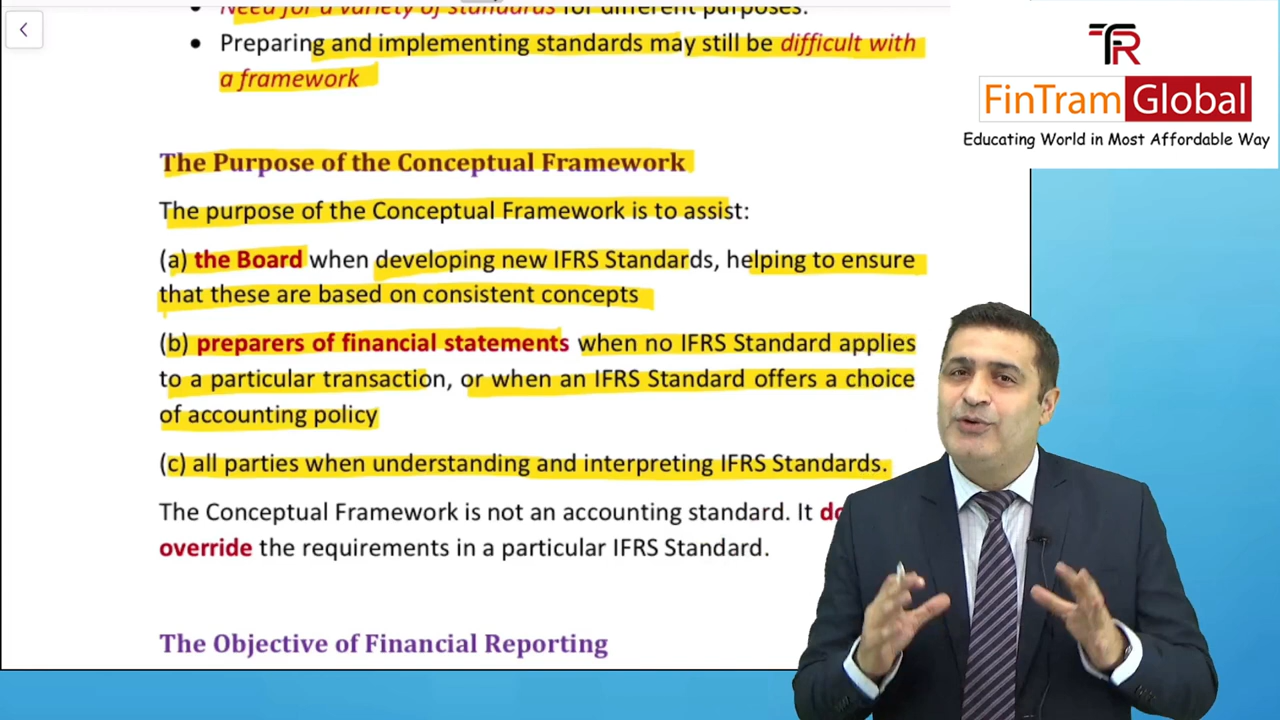 Need for a variety of standards for different purposes.
• Preparing and implementing standards may still be difficult with
a framework
TFR
FinTram Global
Educating World in Most Affordable Way
The Purpose of the Conceptual Framework
The purpose of the Conceptual Framework is to assist:
(a) the Board when developing new IFRS Standards, helping to ensure
that these are based on consistent concepts
(b) preparers of financial statements when no IFRS Standard applies
to a particular transaction, or when an IFRS Standard offers a choice
of accounting policy
(c) all parties when understanding and interpreting IFRS Standards.
The Conceptual Framework is not an accounting standard. It
override the requirements in a particular IFRS Standard.
The Objective of Financial Reporting